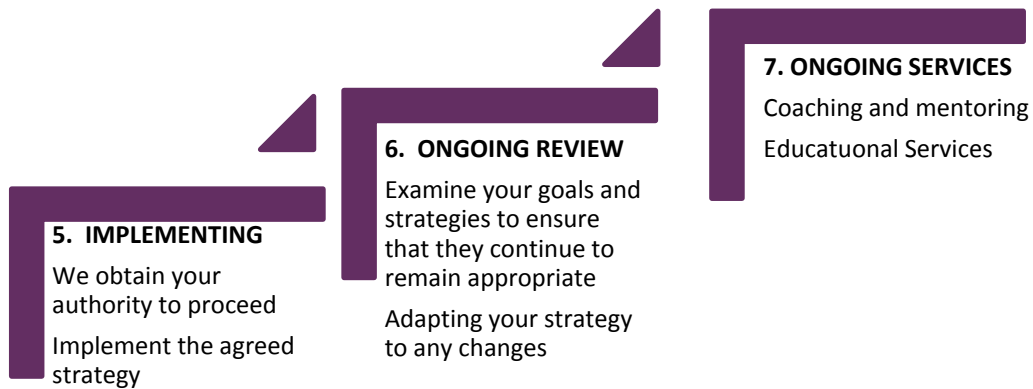 5. IMPLEMENTING
We obtain your
authority to proceed
Implement the agreed
strategy
6. ONGOING REVIEW
Examine your goals and
strategies to ensure
that they continue to
remain appropriate
Adapting your strategy
to any changes
7. ONGOING SERVICES
Coaching and mentoring
Educatuonal Services